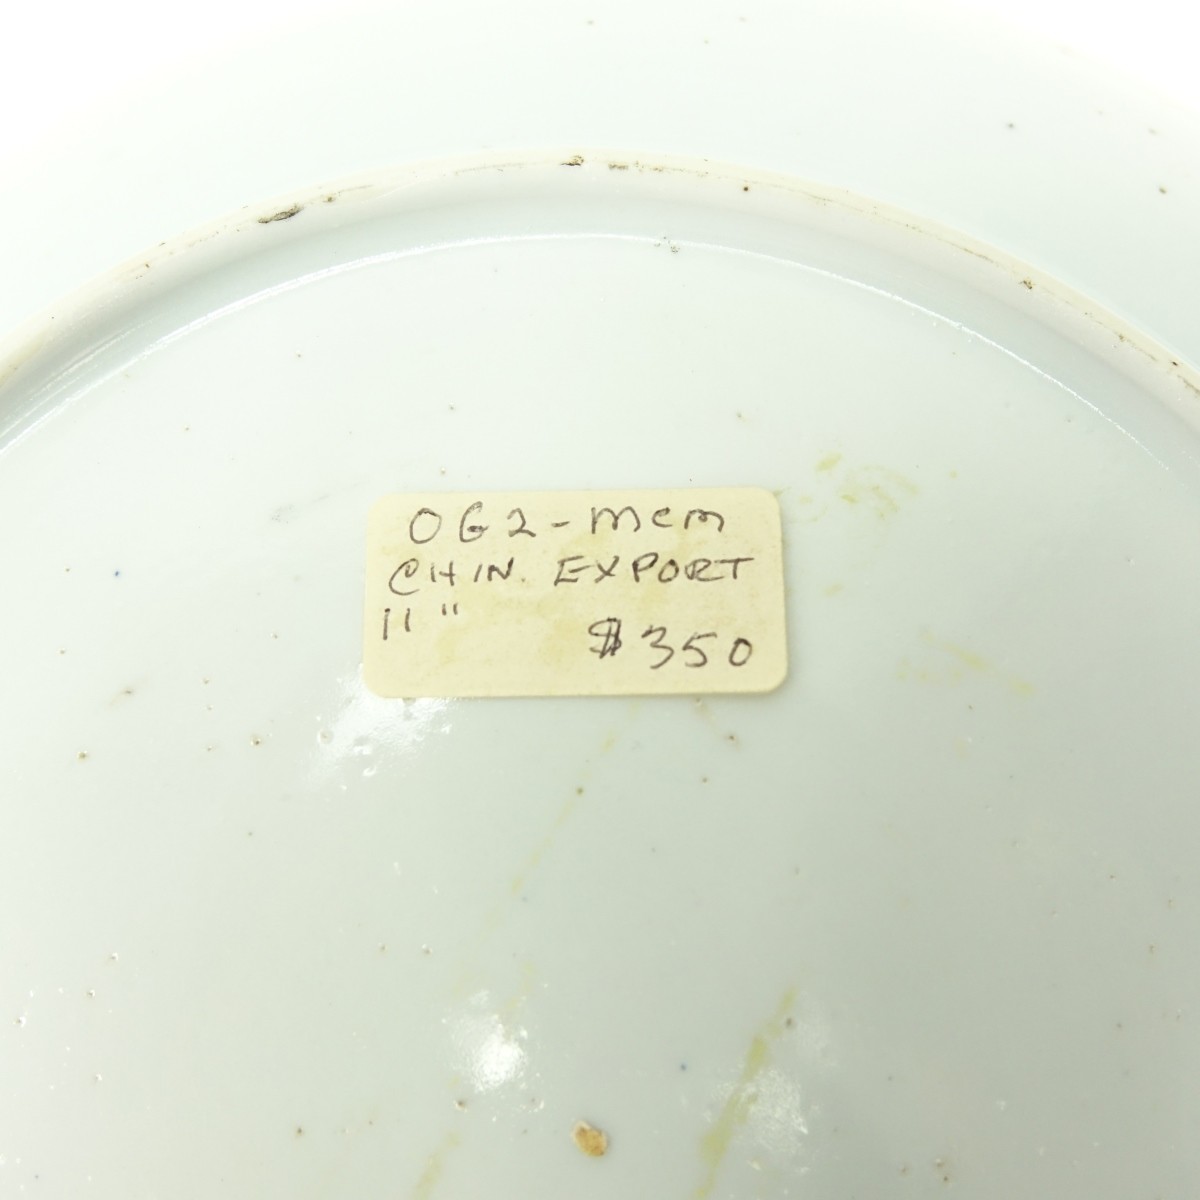 OG2-mcm
CHIN. EXPORT
11"
$350